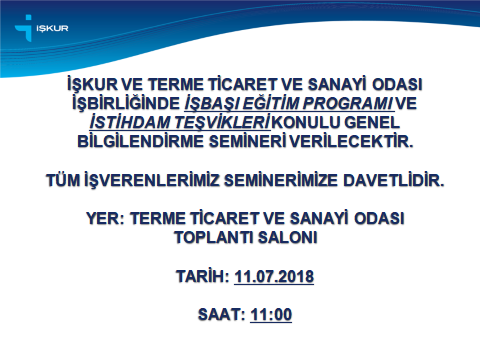 İŞKUR
İŞKUR VE TERME TİCARET VE SANAYİ ODASI
İŞBİRLİĞİNDE İŞBAŞI EĞİTİM PROGRAMI VE
İSTİHDAM TEŞVİKLERİ KONULU GENEL
BİLGİLENDİRME SEMİNERİ VERİLECEKTİR.
TÜM İŞVERENLERİMİZ SEMİNERİMİZE DAVETLİDİR.
YER: TERME TİCARET VE SANAYİ ODASI
TOPLANTI SALONI
TARİH: 11.07.2018
SAAT: 11:00